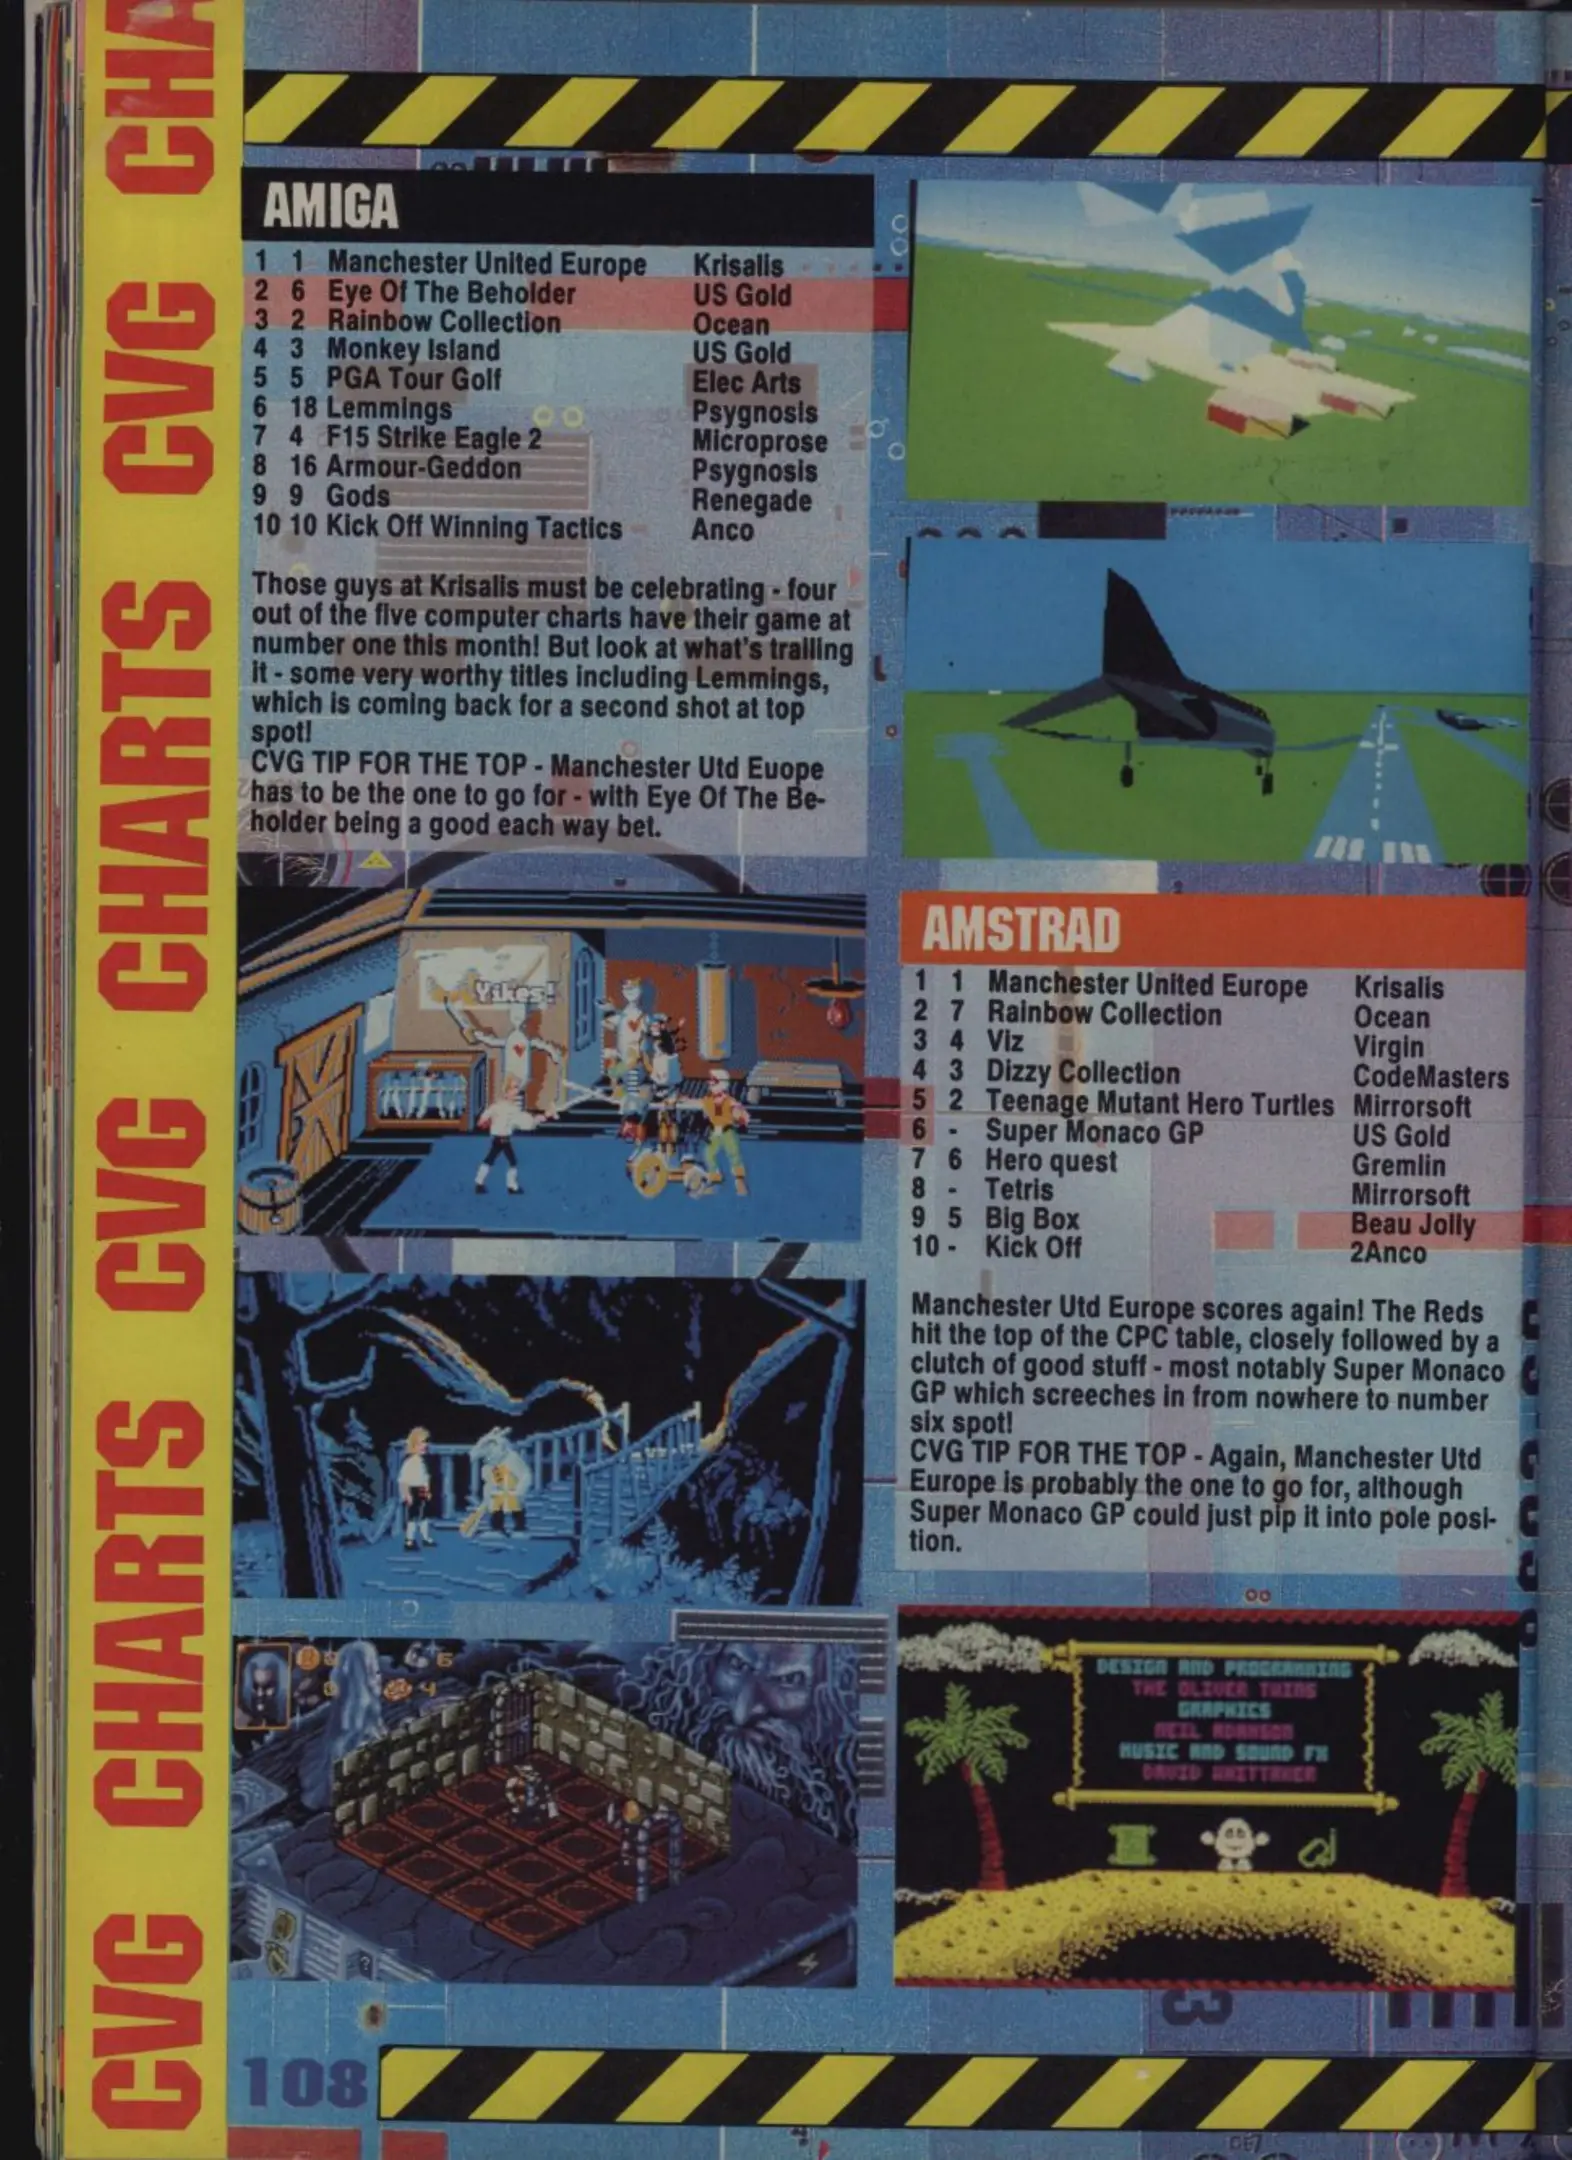 CVG CHARTS CVG CHARTS CVG CHARTS CVG CHA
AMIGA
1 1 Manchester United Europe Krisalis
2 6 Eye Of The Beholder US Gold
3 2 Rainbow Collection Ocean
4 3 Monkey Island US Gold
5 5 PGA Tour Golf Elec Arts
6 18 Lemmings Psygnosis
7 4 F15 Strike Eagle 2 Microprose
8 16 Armour-Geddon Psygnosis
9 9 Gods Renegade
10 10 Kick Off Winning Tactics Anco
Those guys at Krisalis must be celebrating - four
out of the five computer charts have their game at
number one this month! But look at what's trailing
it - some very worthy titles including Lemmings,
which is coming back for a second shot at top
spot!
CVG TIP FOR THE TOP - Manchester Utd Euope
has to be the one to go for - with Eye Of The Be-
holder being a good each way bet.
Yikes!
AMSTRAD
1 1 Manchester United Europe Krisalis
2 7 Rainbow Collection Ocean
3 4 Viz Virgin
4 3 Dizzy Collection CodeMasters
5 2 Teenage Mutant Hero Turtles Mirrorsoft
6 - Super Monaco GP US Gold
7 6 Hero quest Gremlin
8 - Tetris Mirrorsoft
9 5 Big Box Beau Jolly
10 - Kick Off 2Anco
Manchester Utd Europe scores again! The Reds
hit the top of the CPC table, closely followed by a
clutch of good stuff - most notably Super Monaco
GP which screeches in from nowhere to number
six spot!
CVG TIP FOR THE TOP - Again, Manchester Utd
Europe is probably the one to go for, although
Super Monaco GP could just pip it into pole posi-
tion.
DESIGN AND PROGRAMMING
THE OLIVER TWINS
GRAPHICS
NEIL ADAMSON
MUSIC AND SOUND FX
DAVID WHITTAKER
108